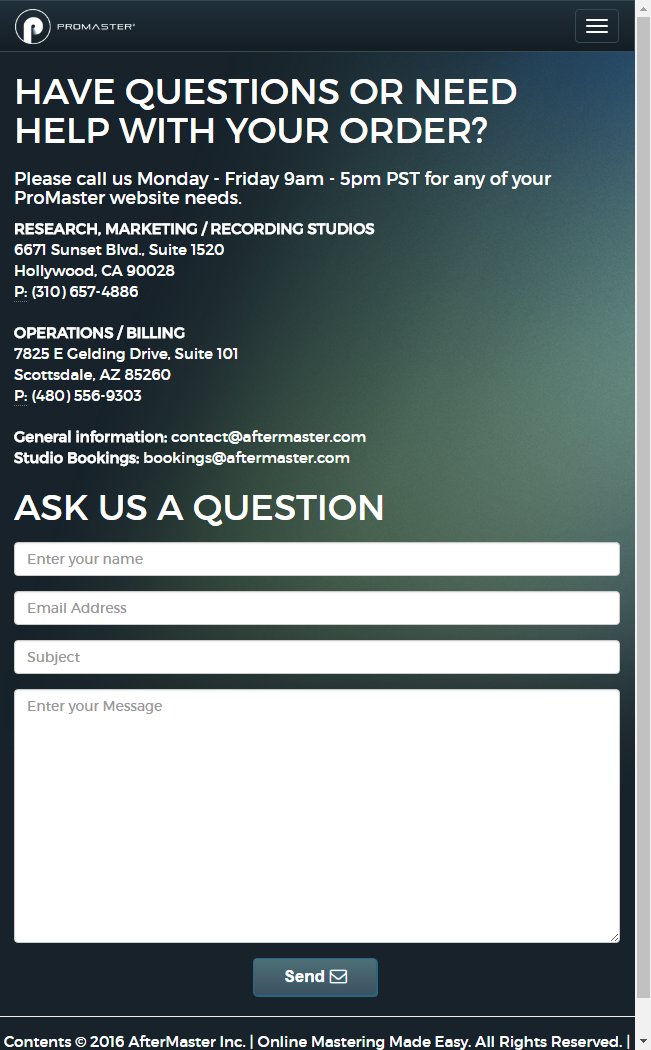 PROMASTER
HAVE QUESTIONS OR NEED
HELP WITH YOUR ORDER?
Please call us Monday - Friday 9am - 5pm PST for any of your
ProMaster website needs.
RESEARCH, MARKETING / RECORDING STUDIOS
6671 Sunset Blvd., Suite 1520
Hollywood, CA 90028
P: (310) 657-4886
OPERATIONS / BILLING
7825 E Gelding Drive, Suite 101
Scottsdale, AZ 85260
P: (480) 556-9303
General information: contact@aftermaster.com
Studio Bookings: bookings@aftermaster.com
ASK US A QUESTION
Enter your name
Email Address
Subject
Enter your Message
Send
Contents © 2016 AfterMaster Inc. | Online Mastering Made Easy. All Rights Reserved. |